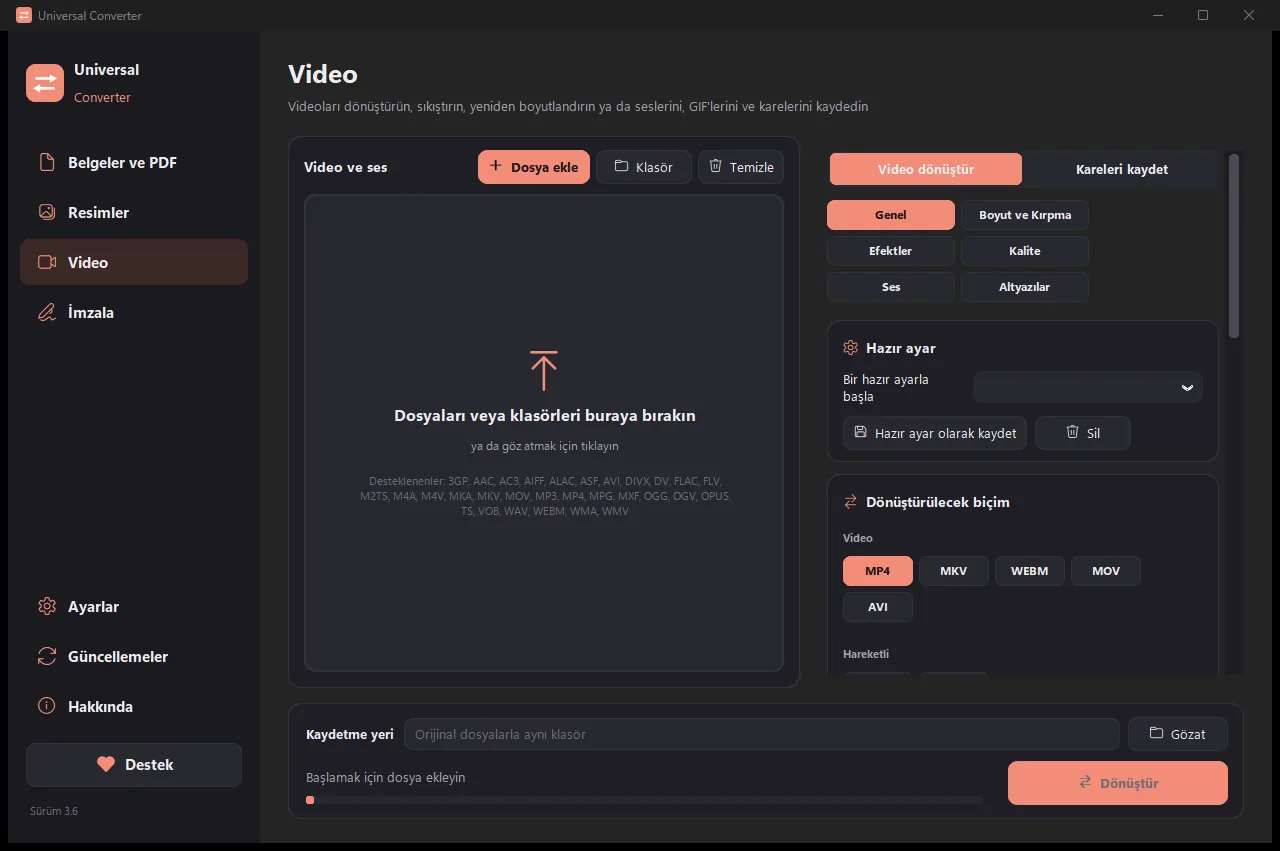 Universal Converter
Universal
Converter
Belgeler ve PDF
Resimler
Video
İmzala
Ayarlar
Güncellemeler
Hakkında
Destek
Sürüm 3.6
Video
Videoları dönüştürün, sıkıştırın, yeniden boyutlandırın ya da seslerini, GIF'lerini ve karelerini kaydedin
Video ve ses
Dosya ekle
Klasör
Temizle
Dosyaları veya klasörleri buraya bırakın
ya da göz atmak için tıklayın
Desteklenenler: 3GP, AAC, AC3, AIFF, ALAC, ASF, AVI, DIVX, DV, FLAC, FLV,
M2TS, M4A, M4V, MKA, MKV, MOV, MP3, MP4, MPG, MXF, OGG, OGV, OPUS,
TS, VOB, WAV, WEBM, WMA, WMV
Video dönüştür
Kareleri kaydet
Genel
Boyut ve Kırpma
Efektler
Kalite
Ses
Altyazılar
Hazır ayar
Bir hazır ayarla
başla
Hazır ayar olarak kaydet
Sil
Dönüştürülecek biçim
Video
MP4
MKV
WEBM
MOV
AVI
Hareketli
Kaydetme yeri
Orijinal dosyalarla aynı klasör
Gözat
Başlamak için dosya ekleyin
Dönüştür